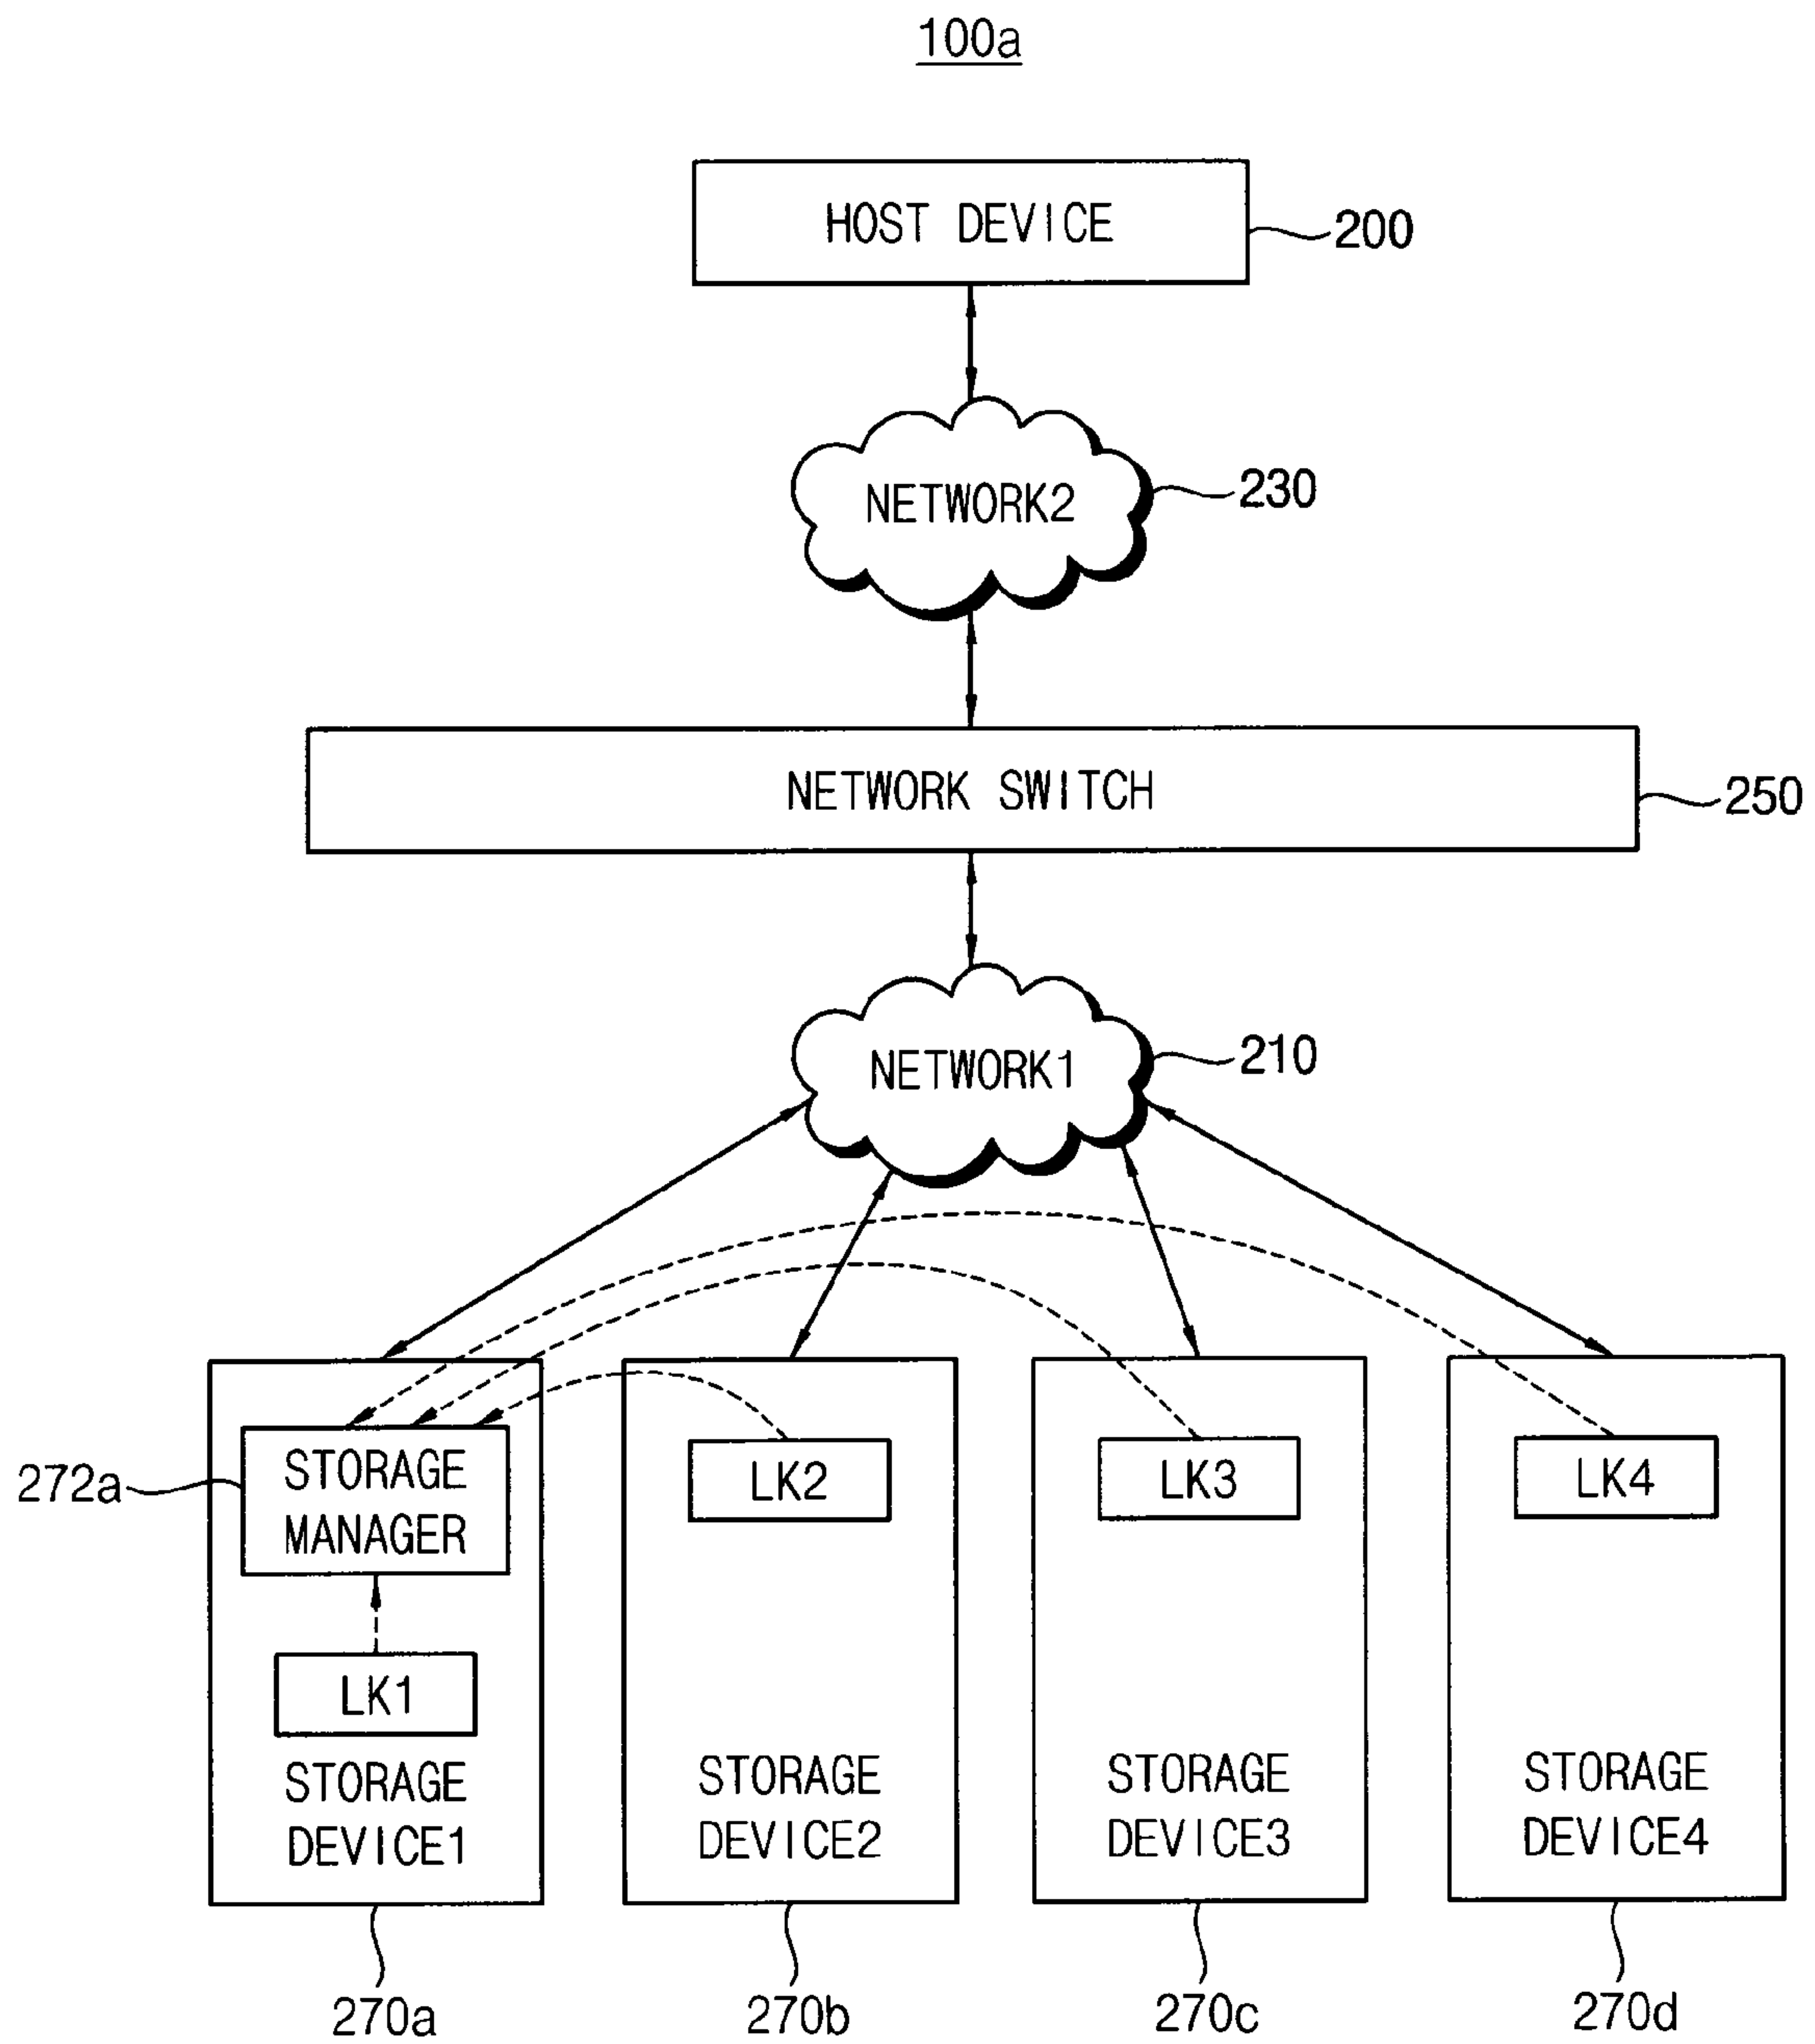 100a
HOST DEVICE
200
NETWORK2
230
NETWORK SWITCH
250
NETWORK1
210
272a
STORAGE
MANAGER
LK1
STORAGE
DEVICE1
LK2
STORAGE
DEVICE2
LK3
STORAGE
DEVICE3
LK4
STORAGE
DEVICE4
270a
270b
270c
270d